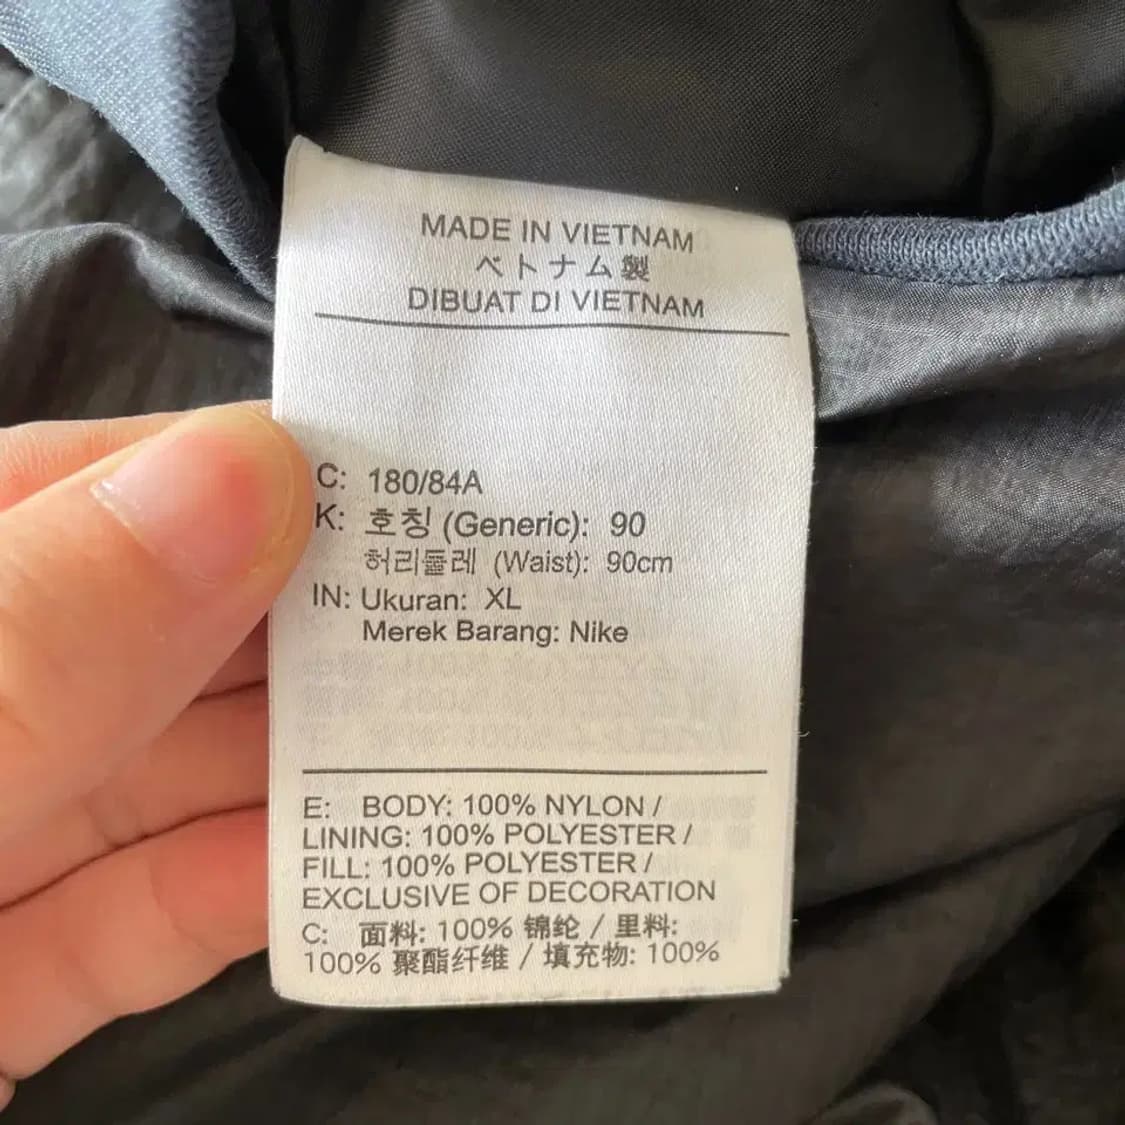 MADE IN VIETNAM
ベトナム製
DIBUAT DI VIETNAM
C: 180/84A
K: 호칭 (Generic): 90
허리둘레 (Waist): 90cm
IN: Ukuran: XL
Merek Barang: Nike
E: BODY: 100% NYLON /
LINING: 100% POLYESTER /
FILL: 100% POLYESTER /
EXCLUSIVE OF DECORATION
C: 面料: 100% 锦纶 / 里料:
100% 聚酯纤维 / 填充物: 100%